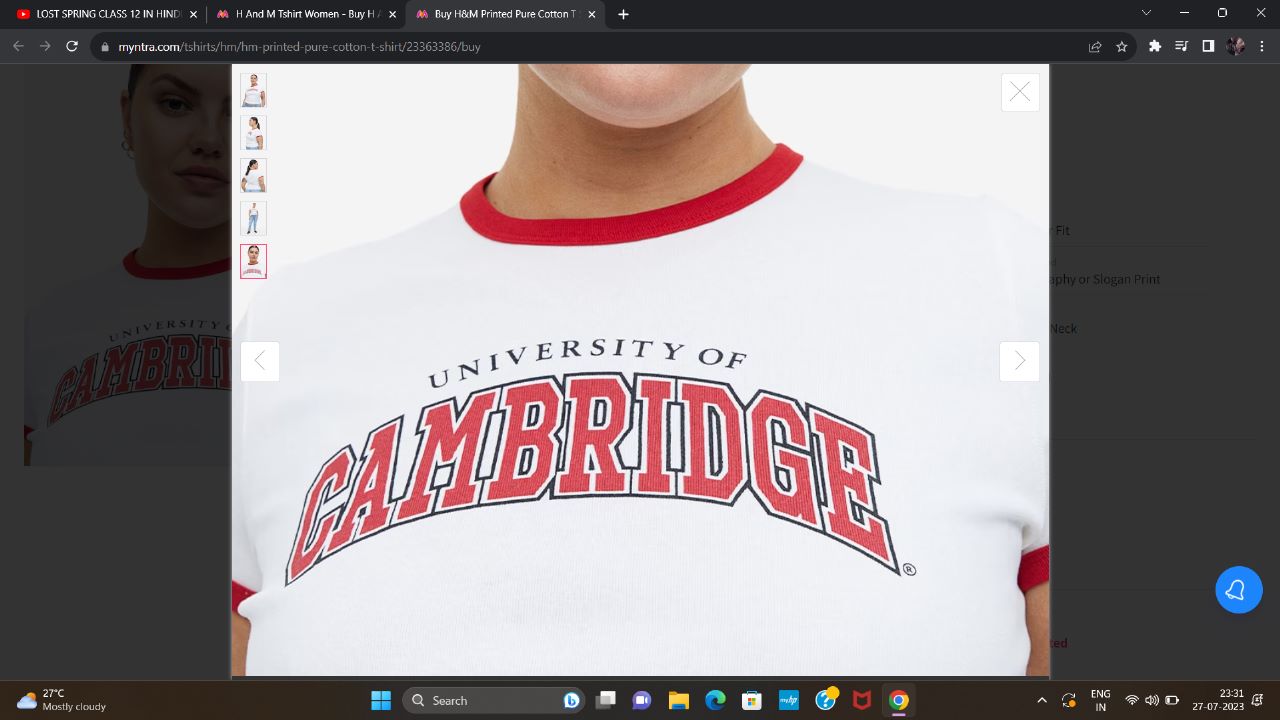 LOST SPRING CLASS 12 IN HINDI
H And M Tshirt Women - Buy H A
Buy H&M Printed Pure Cotton T S
myntra.com/tshirts/hm/hm-printed-pure-cotton-t-shirt/23363386/buy
UNIVERSITY OF
CAMBRIDGE
®
UNIVERSITY
CAMBRI
Fit
aphy or Slogan Print
Neck
ted
27°C
Mostly cloudy
Search
myhp
ENG
IN
23:31
27-07-2023